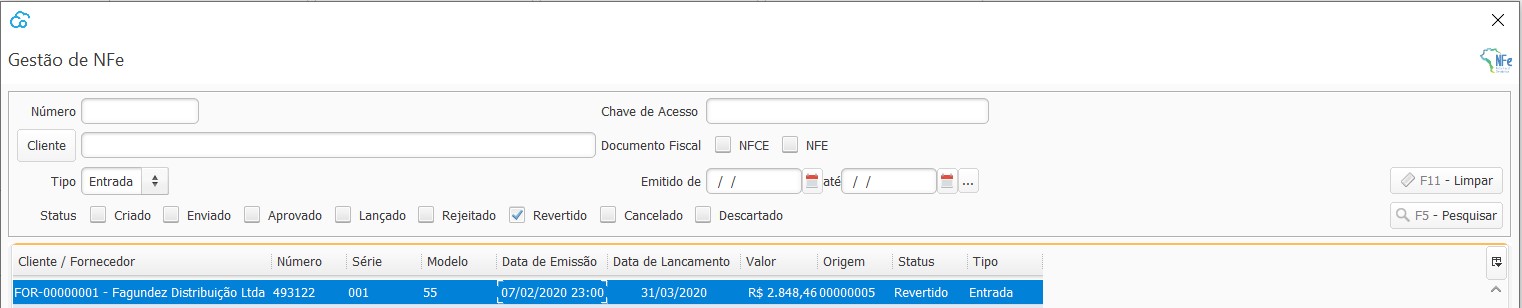 Gestão de NFe
NFe
Número Chave de Acesso
Cliente Documento Fiscal NFCE NFE
Tipo Entrada Emitido de / / até / / ... F11 - Limpar
Status Criado Enviado Aprovado Lançado Rejeitado Revertido Cancelado Descartado F5 - Pesquisar
Cliente / Fornecedor Número Série Modelo Data de Emissão Data de Lancamento Valor Origem Status Tipo
FOR-00000001 - Fagundez Distribuição Ltda 493122 001 55 07/02/2020 23:00 31/03/2020 R$ 2.848,46 00000005 Revertido Entrada